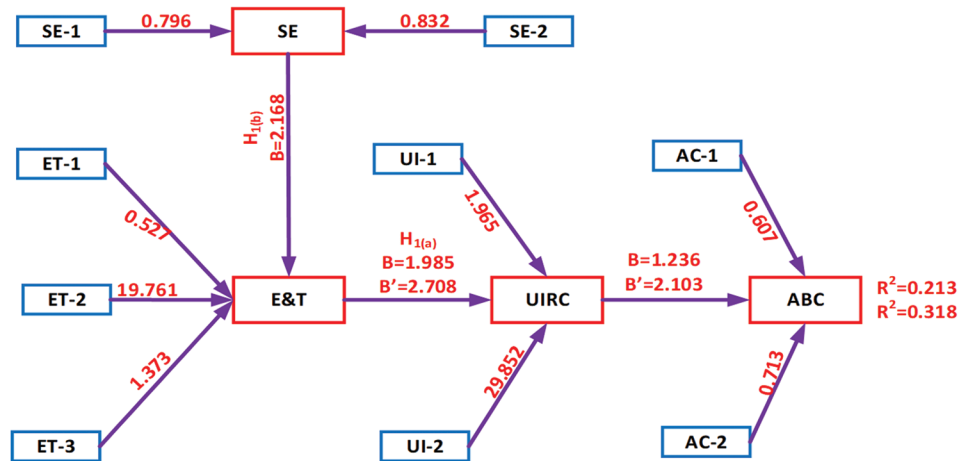 SE-1
0.796
SE
0.832
SE-2
H1(b)
B=2.168
ET-1
0.527
UI-1
1.965
AC-1
0.607
H1(a)
B=1.985
B'=2.708
B=1.236
B'=2.103
ET-2
19.761
E&T
UIRC
ABC
R²=0.213
R²=0.318
1.373
29.852
0.713
ET-3
UI-2
AC-2